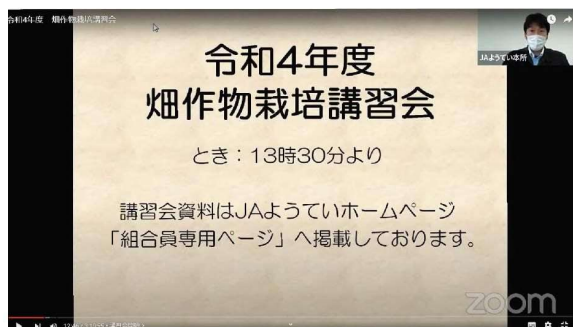 令和4年度 畑作物栽培講習会
JAようてい本所
令和4年度
畑作物栽培講習会
とき：13時30分より
講習会資料はJAようていホームページ
「組合員専用ページ」へ掲載しております。
zoom